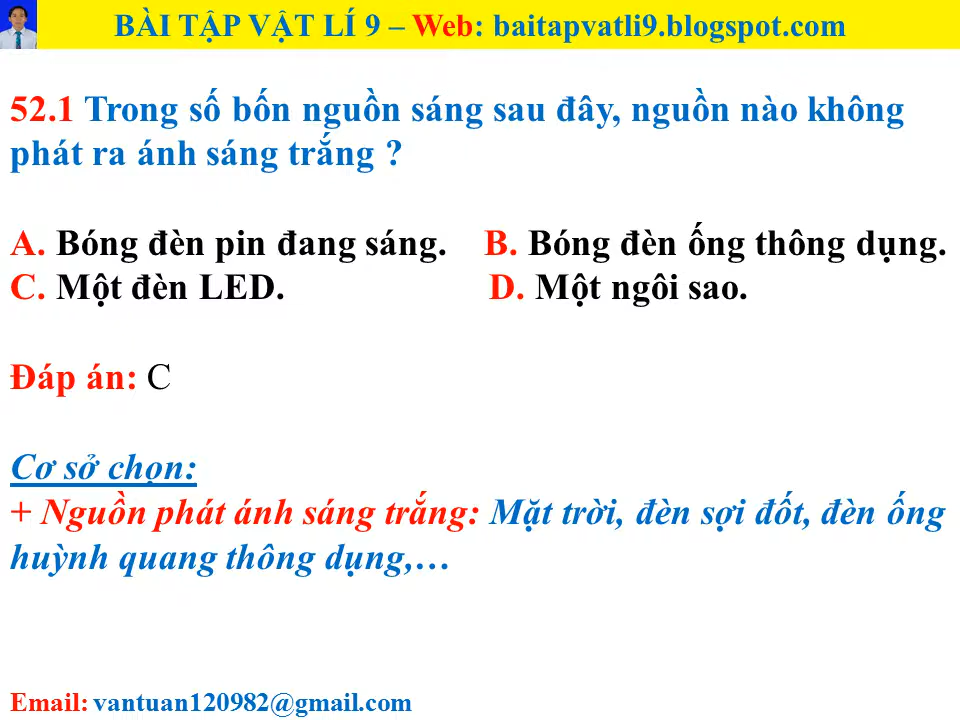 BÀI TẬP VẬT LÍ 9 – Web: baitapvatli9.blogspot.com
52.1 Trong số bốn nguồn sáng sau đây, nguồn nào không
phát ra ánh sáng trắng ?
A. Bóng đèn pin đang sáng. B. Bóng đèn ống thông dụng.
C. Một đèn LED. D. Một ngôi sao.
Đáp án: C
Cơ sở chọn:
+ Nguồn phát ánh sáng trắng: Mặt trời, đèn sợi đốt, đèn ống
huỳnh quang thông dụng,…
Email: vantuan120982@gmail.com